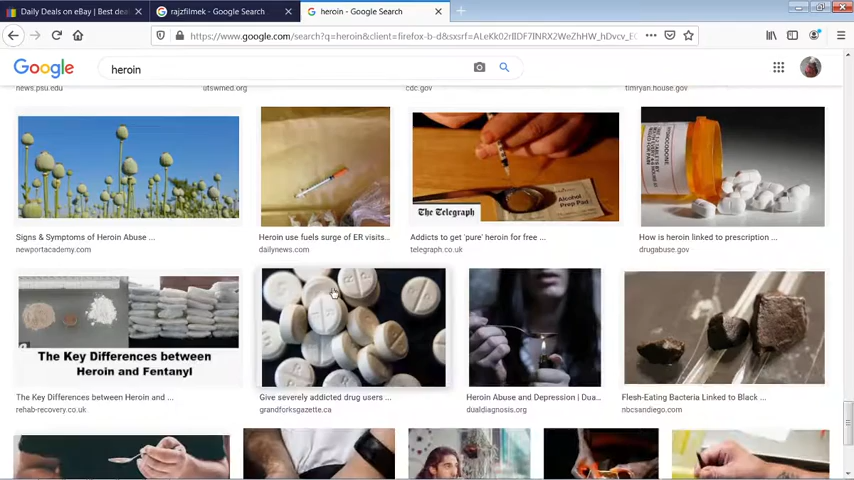 Daily Deals on eBay | Best dea
rajzfilmek - Google Search
heroin - Google Search
https://www.google.com/search?q=heroin&client=firefox-b-d&sxsrf=ALeKk02rlIDF7INRX2WeZhHW_hDvcv_E
Google
heroin
news.psu.edu
utswmed.org
cdc.gov
timryan.house.gov
The Telegraph
Alcohol
Prep Pad
Signs & Symptoms of Heroin Abuse ...
Heroin use fuels surge of ER visits...
Addicts to get 'pure' heroin for free ...
How is heroin linked to prescription ...
newportacademy.com
dailynews.com
telegraph.co.uk
drugabuse.gov
The Key Differences between
Heroin and Fentanyl
The Key Differences between Heroin and ...
Give severely addicted drug users ...
Heroin Abuse and Depression | Dua...
Flesh-Eating Bacteria Linked to Black ...
rehab-recovery.co.uk
grandforksgazette.ca
dualdiagnosis.org
nbcsandiego.com